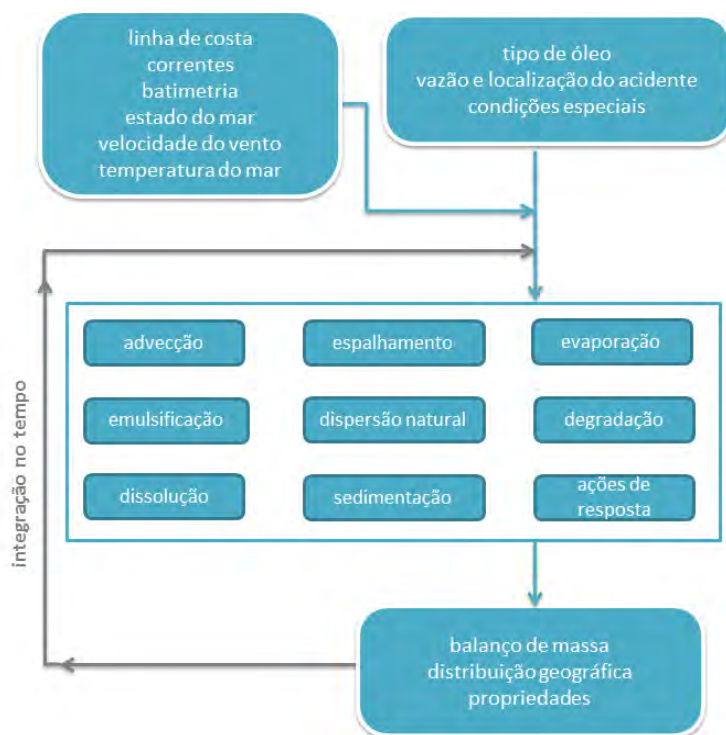 linha de costa
correntes
batimetria
estado do mar
velocidade do vento
temperatura do mar
tipo de óleo
vazão e localização do acidente
condições especiais
integração no tempo
advecção
espalhamento
evaporação
emulsificação
dispersão natural
degradação
dissolução
sedimentação
ações de
resposta
balanço de massa
distribuição geográfica
propriedades